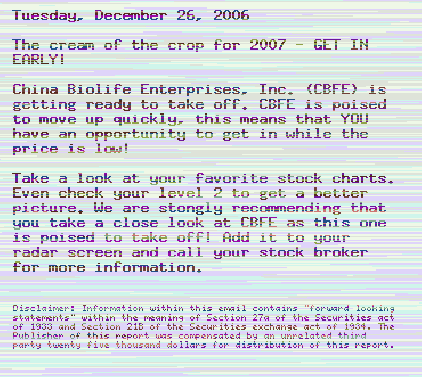 Tuesday, December 26, 2006
The cream of the crop for 2007 - GET IN
EARLY!
China Biolife Enterprises, Inc. (CBFE) is
getting ready to take off. CBFE is poised
to move up quickly, this means that YOU
have an opportunity to get in while the
price is low!
Take a look at your favorite stock charts.
Even check your level 2 to get a better
picture. We are stongly recommending that
you take a close look at CBFE as this one
is poised to take off! Add it to your
radar screen and call your stock broker
for more information.
Disclaimer: Information within this email contains "forward looking
statements" within the meaning of Section 27a of the Securities act
of 1933 and Section 21B of the Securities exchange act of 1934. The
Publisher of this report was compensated by an unrelated third
party twenty five thousand dollars for distribution of this report.